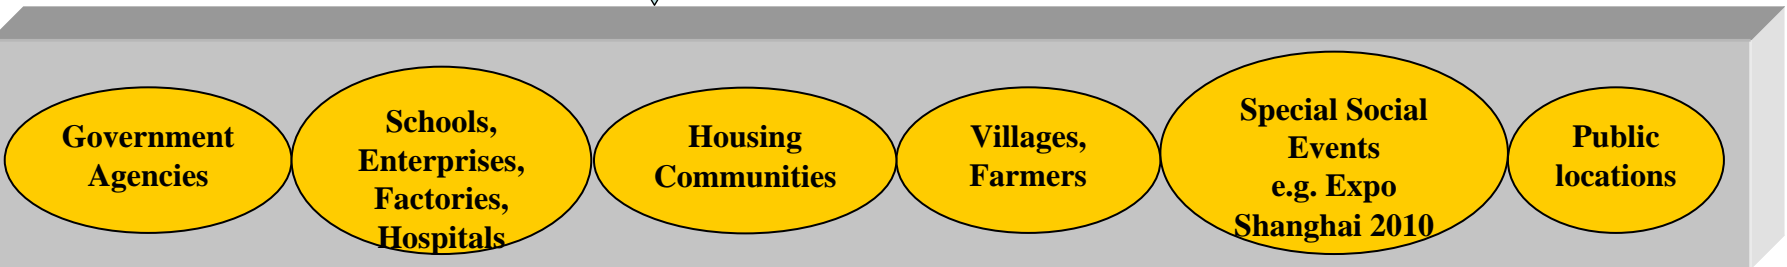 Government
Agencies
Schools,
Enterprises,
Factories,
Hospitals
Housing
Communities
Villages,
Farmers
Special Social
Events
e.g. Expo
Shanghai 2010
Public
locations